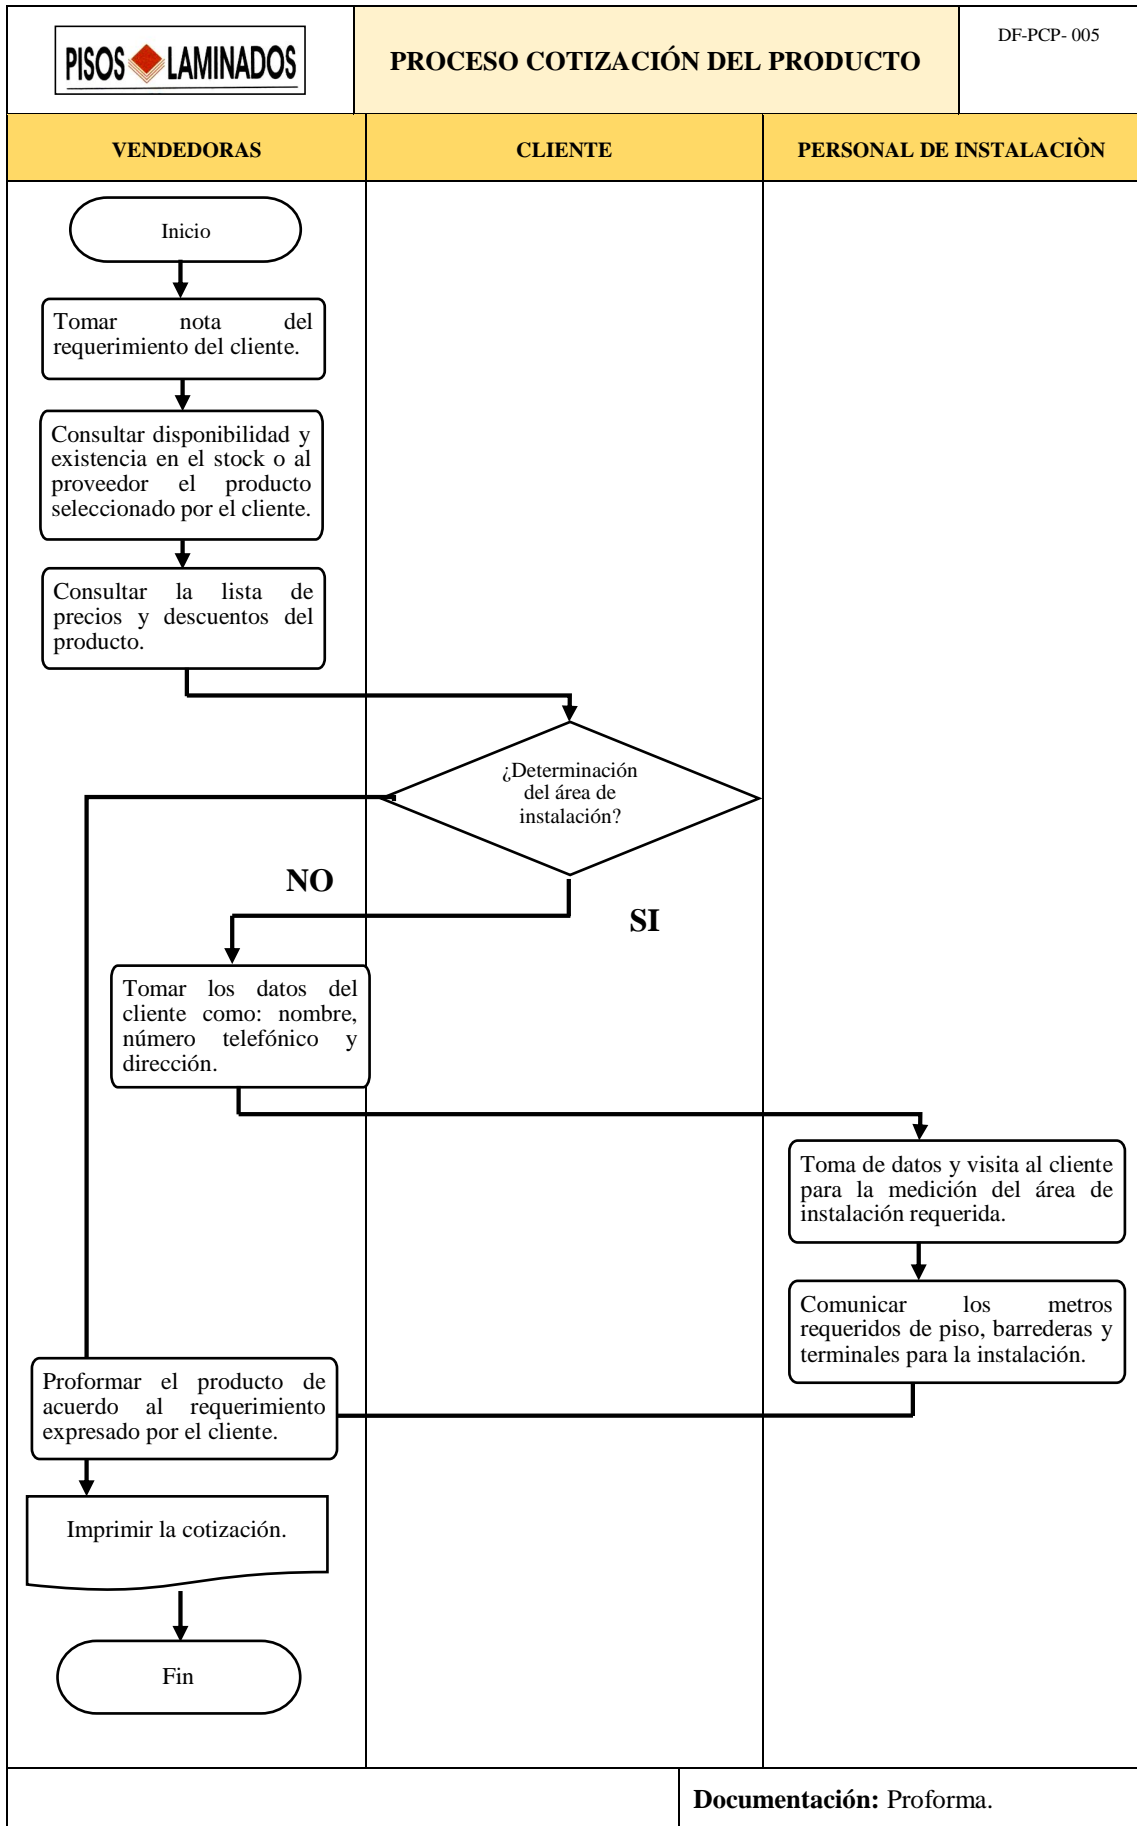 PISOS LAMINADOS
PROCESO COTIZACIÓN DEL PRODUCTO
DF-PCP- 005
VENDEDORAS
CLIENTE
PERSONAL DE INSTALACIÒN
Inicio
Tomar nota del
requerimiento del cliente.
Consultar disponibilidad y
existencia en el stock o al
proveedor el producto
seleccionado por el cliente.
Consultar la lista de
precios y descuentos del
producto.
¿Determinación
del área de
instalación?
NO
SI
Tomar los datos del
cliente como: nombre,
número telefónico y
dirección.
Toma de datos y visita al cliente
para la medición del área de
instalación requerida.
Comunicar los metros
requeridos de piso, barrederas y
terminales para la instalación.
Proformar el producto de
acuerdo al requerimiento
expresado por el cliente.
Imprimir la cotización.
Fin
Documentación: Proforma.